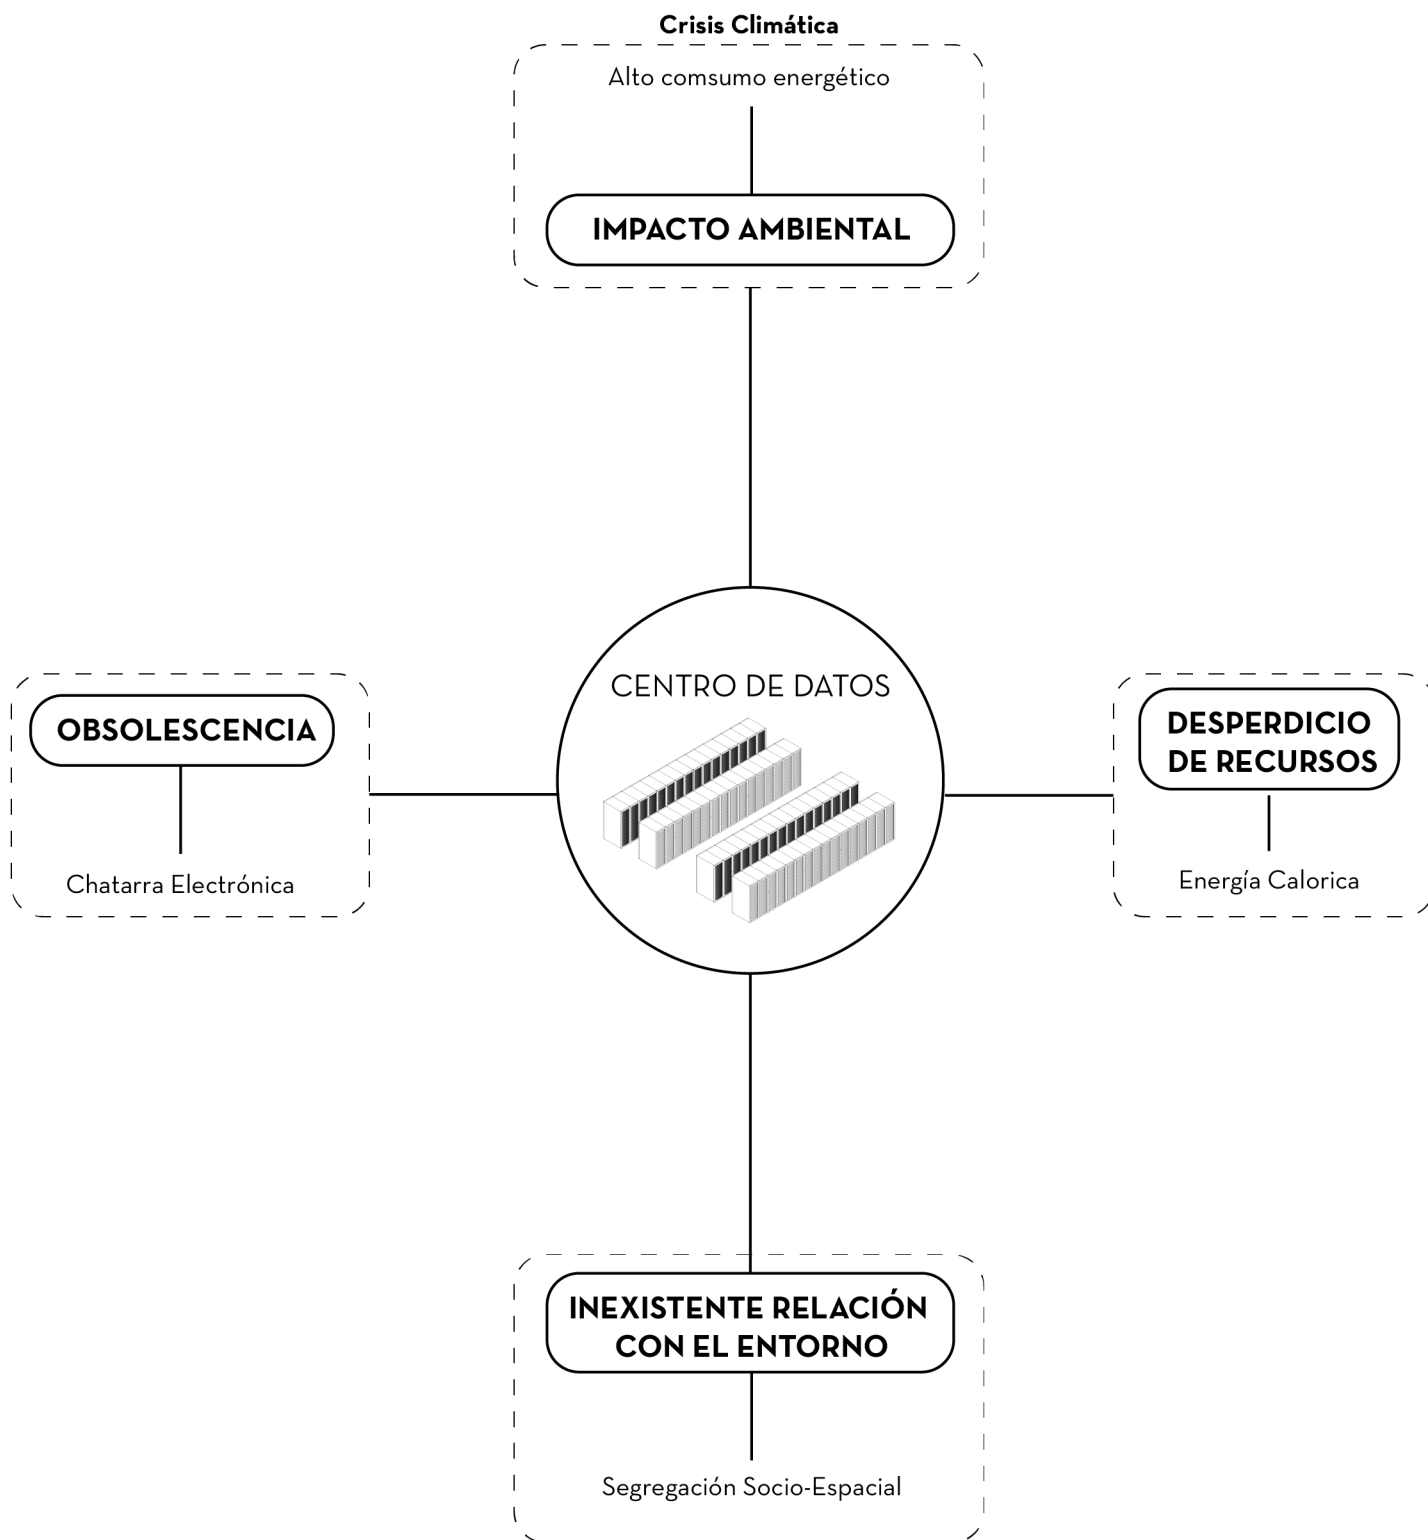 Crisis Climática
Alto comsumo energético
IMPACTO AMBIENTAL
CENTRO DE DATOS
OBSOLESCENCIA
Chatarra Electrónica
DESPERDICIO
DE RECURSOS
Energía Calorica
INEXISTENTE RELACIÓN
CON EL ENTORNO
Segregación Socio-Espacial